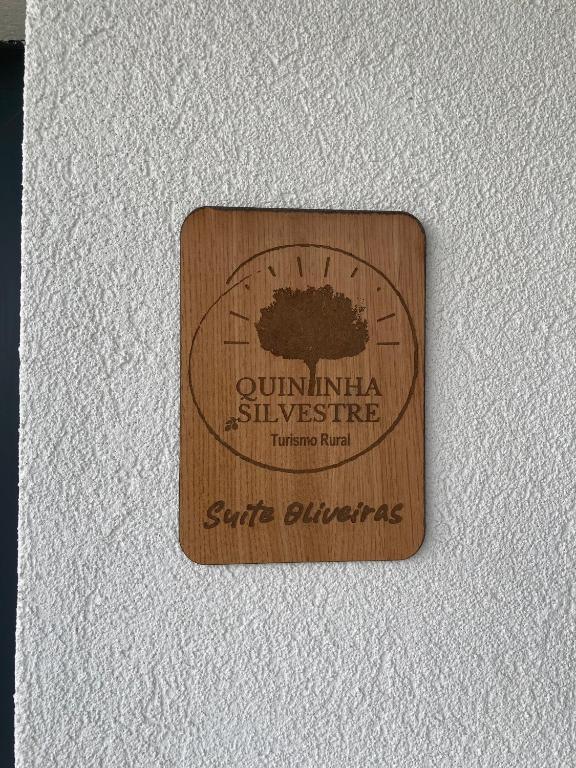 QUINTINHA
SILVESTRE
Turismo Rural
Suite Oliveiras